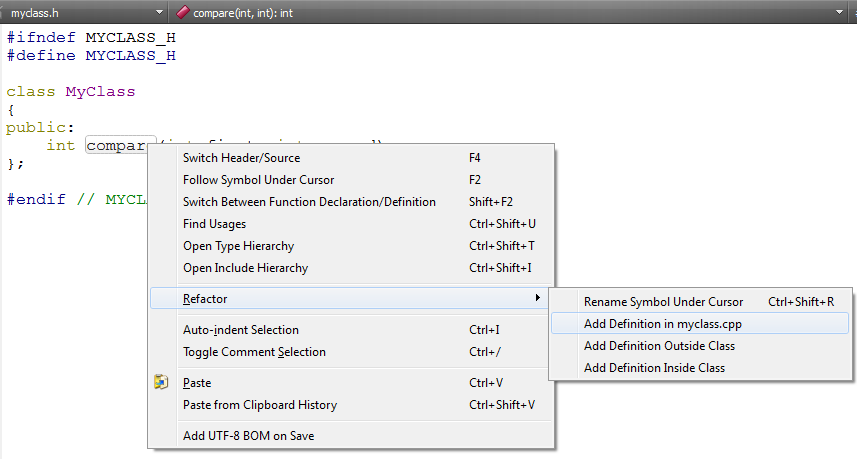 myclass.h
compare(int, int): int
#ifndef MYCLASS_H
#define MYCLASS_H
class MyClass
{
public:
int compar
};
#endif // MYCL
Switch Header/Source F4
Follow Symbol Under Cursor F2
Switch Between Function Declaration/Definition Shift+F2
Find Usages Ctrl+Shift+U
Open Type Hierarchy Ctrl+Shift+T
Open Include Hierarchy Ctrl+Shift+I
Refactor
Auto-indent Selection Ctrl+I
Toggle Comment Selection Ctrl+/
Paste Ctrl+V
Paste from Clipboard History Ctrl+Shift+V
Add UTF-8 BOM on Save
Rename Symbol Under Cursor Ctrl+Shift+R
Add Definition in myclass.cpp
Add Definition Outside Class
Add Definition Inside Class